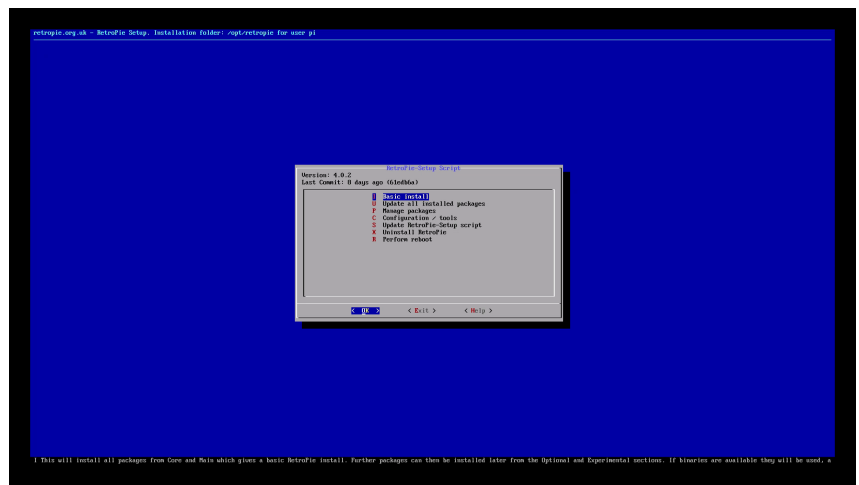 retropie.org.uk - RetroPie Setup. Installation folder: /opt/retropie for user pi
RetroPie-Setup Script
Version: 4.0.2
Last Commit: 8 days ago (61edb6a)
I Basic install
U Update all installed packages
P Manage packages
C Configuration / tools
S Update RetroPie-Setup script
X Uninstall RetroPie
R Perform reboot
< OK > < Exit > < Help >
I This will install all packages from Core and Main which gives a basic RetroPie install. Further packages can then be installed later from the Optional and Experimental sections. If binaries are available they will be used, a